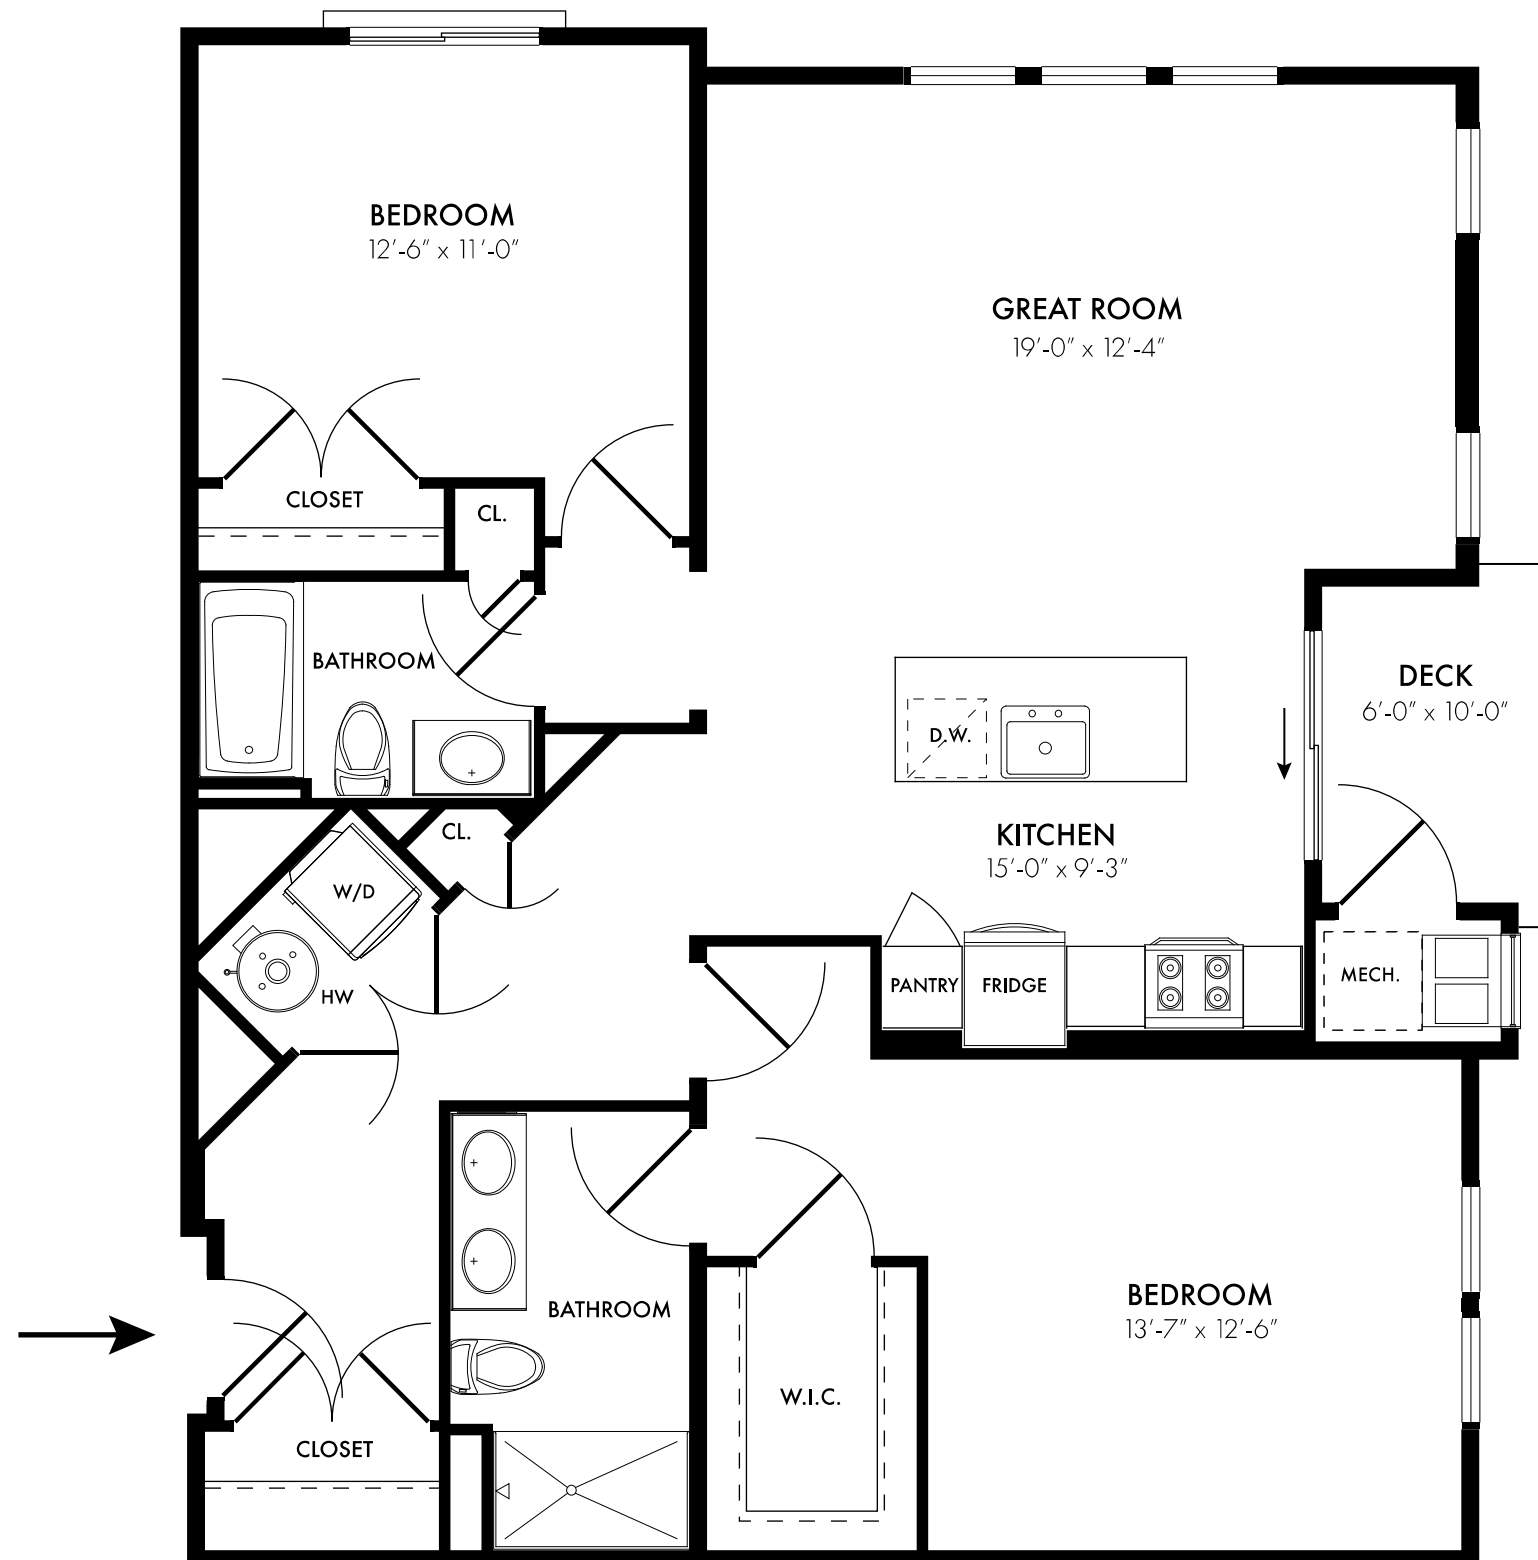 BEDROOM
12'-6" x 11'-0"
GREAT ROOM
19'-0" x 12'-4"
CLOSET
CL.
BATHROOM
DECK
6'-0" x 10'-0"
D.W.
KITCHEN
15'-0" x 9'-3"
CL.
W/D
HW
PANTRY
FRIDGE
MECH.
BEDROOM
13'-7" x 12'-6"
BATHROOM
W.I.C.
CLOSET